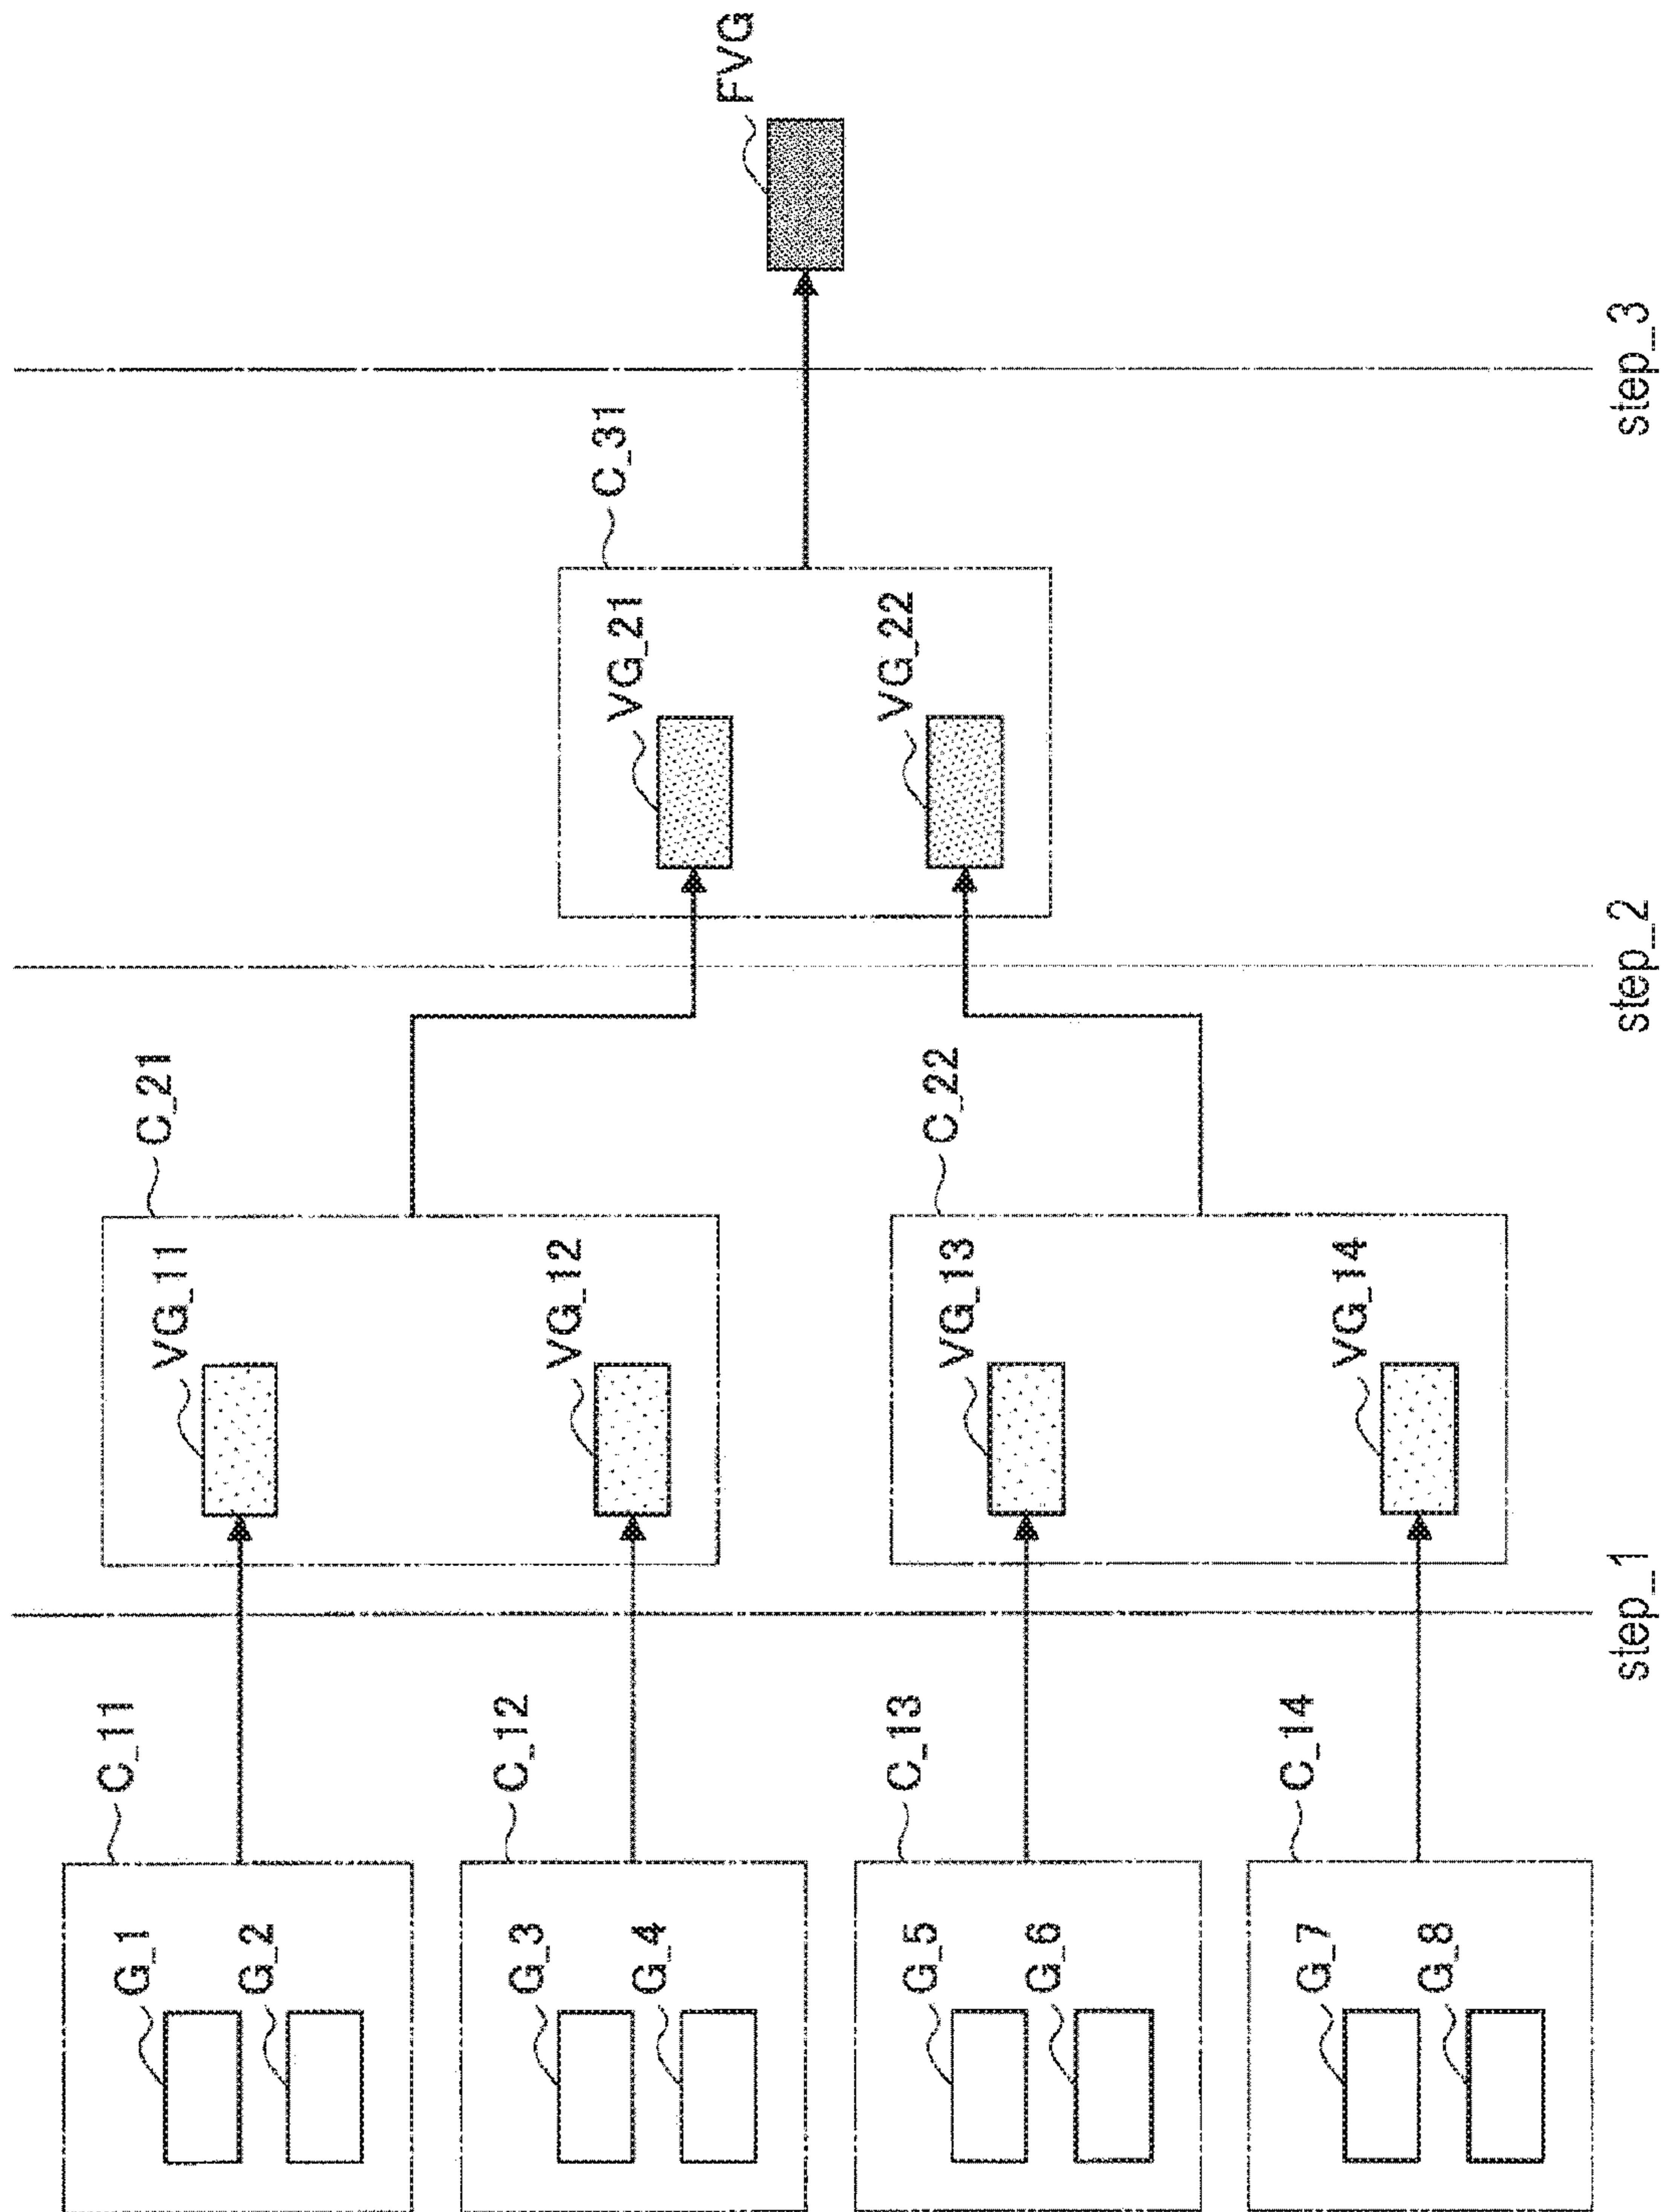 C_11
G_1
G_2
C_12
G_3
G_4
C_13
G_5
G_6
C_14
G_7
G_8
step_1
C_21
VG_11
VG_12
C_22
VG_13
VG_14
step_2
C_31
VG_21
VG_22
step_3
FVG